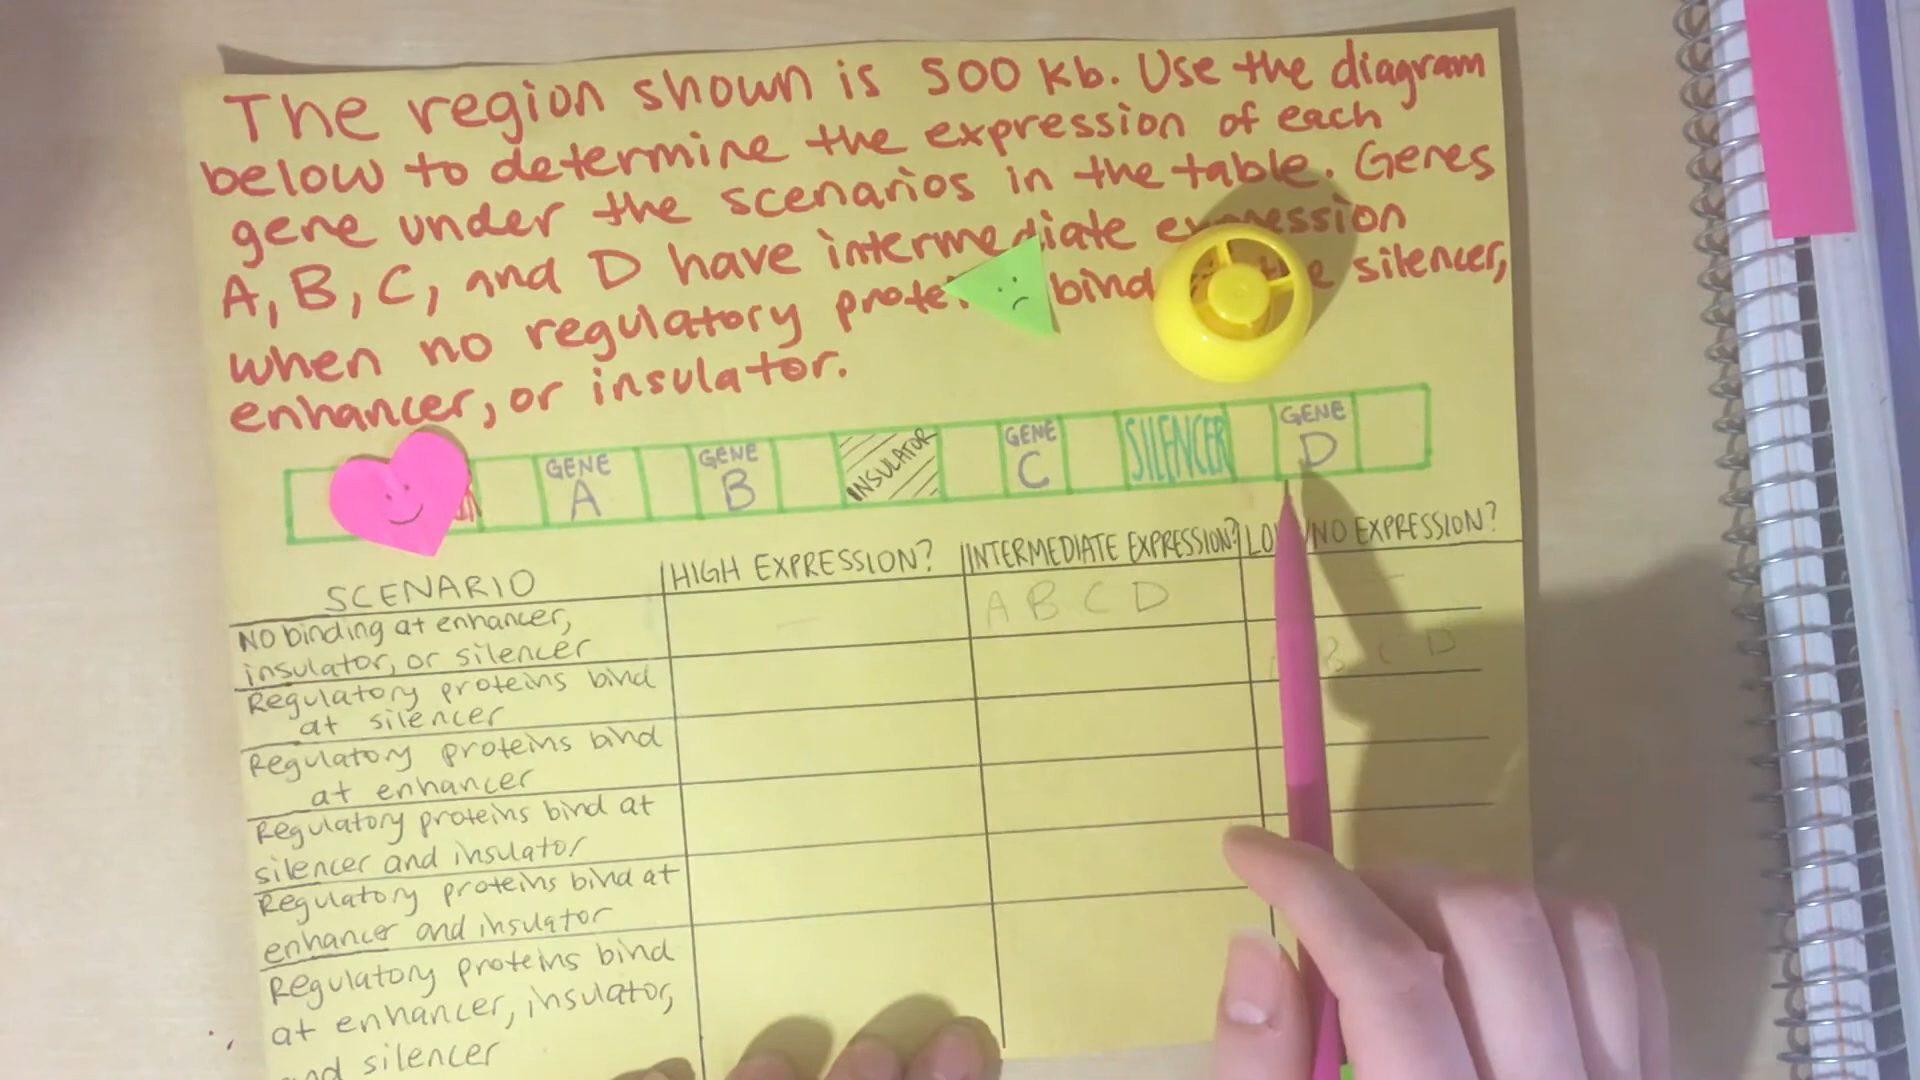 The region shown is 500 kb. Use the diagram
below to determine the expression of each
gene under the scenarios in the table. Genes
A, B, C, and D have intermediate expression
when no regulatory bind silencer,
enhancer, or insulator.
GENE A
GENE B
INSULATOR
GENE C
SILENCER
GENE D
SCENARIO
HIGH EXPRESSION?
INTERMEDIATE EXPRESSION?
NO EXPRESSION?
No binding at enhancer,
insulator, or silencer
A B C D
Regulatory proteins bind
at silencer
B C D
Regulatory proteins bind
at enhancer
Regulatory proteins bind at
silencer and insulator
Regulatory proteins bind at
enhancer and insulator
Regulatory proteins bind
at enhancer, insulator,
and silencer